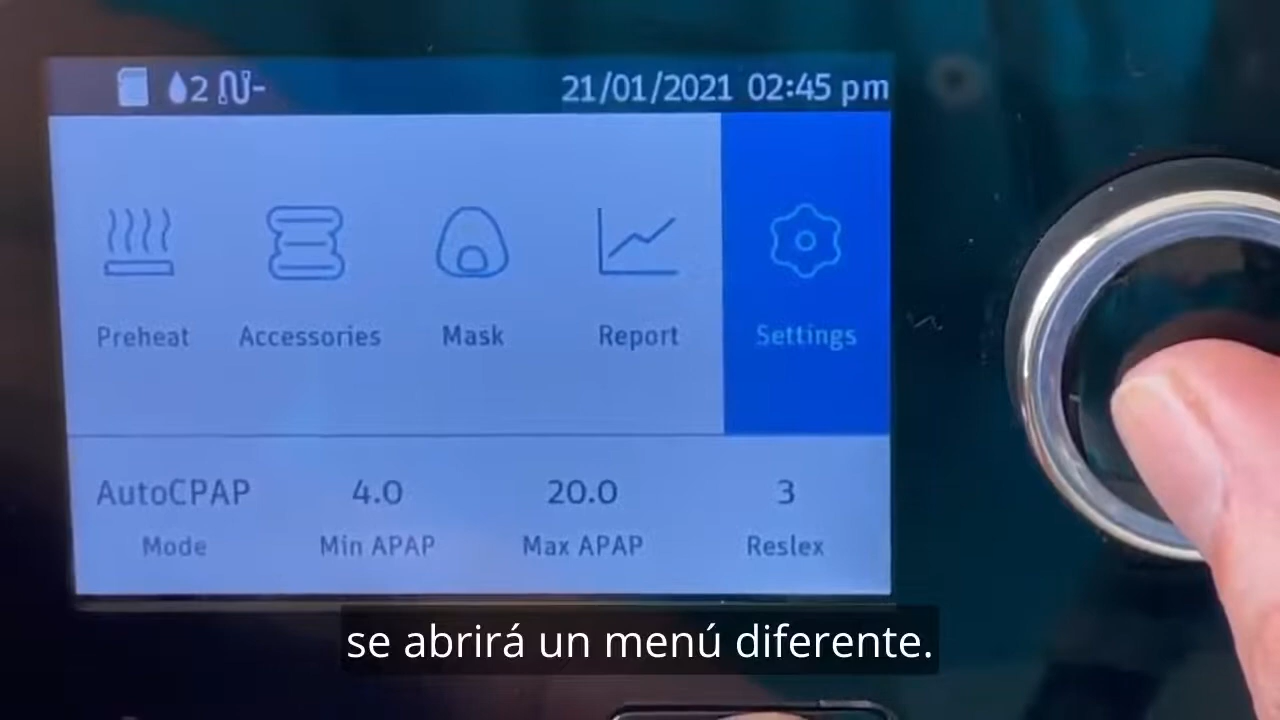 2 21/01/2021 02:45 pm
Preheat Accessories Mask Report Settings
AutoCPAP 4.0 20.0 3
Mode Min APAP Max APAP Reslex
se abrirá un menú diferente.